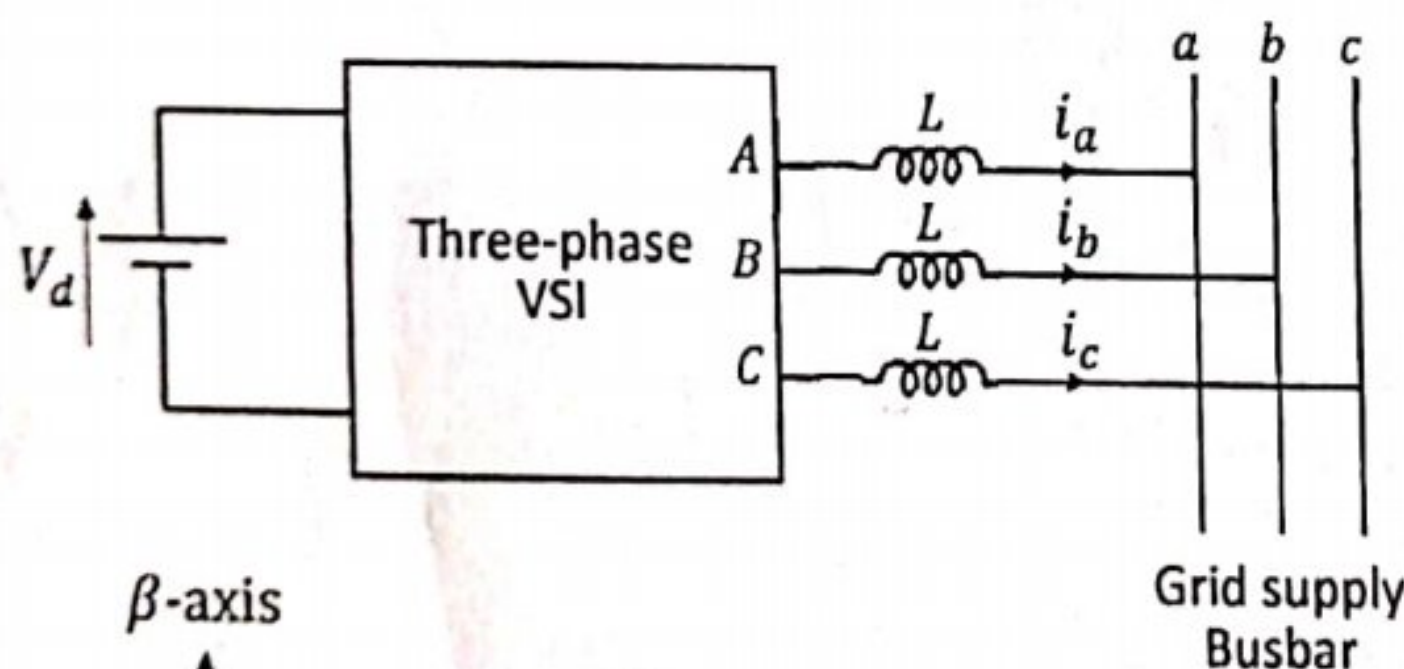 a b c
L
i_a
A
L
i_b
Three-phase
VSI
B
V_d
L
i_c
C
Grid supply
Busbar
β-axis